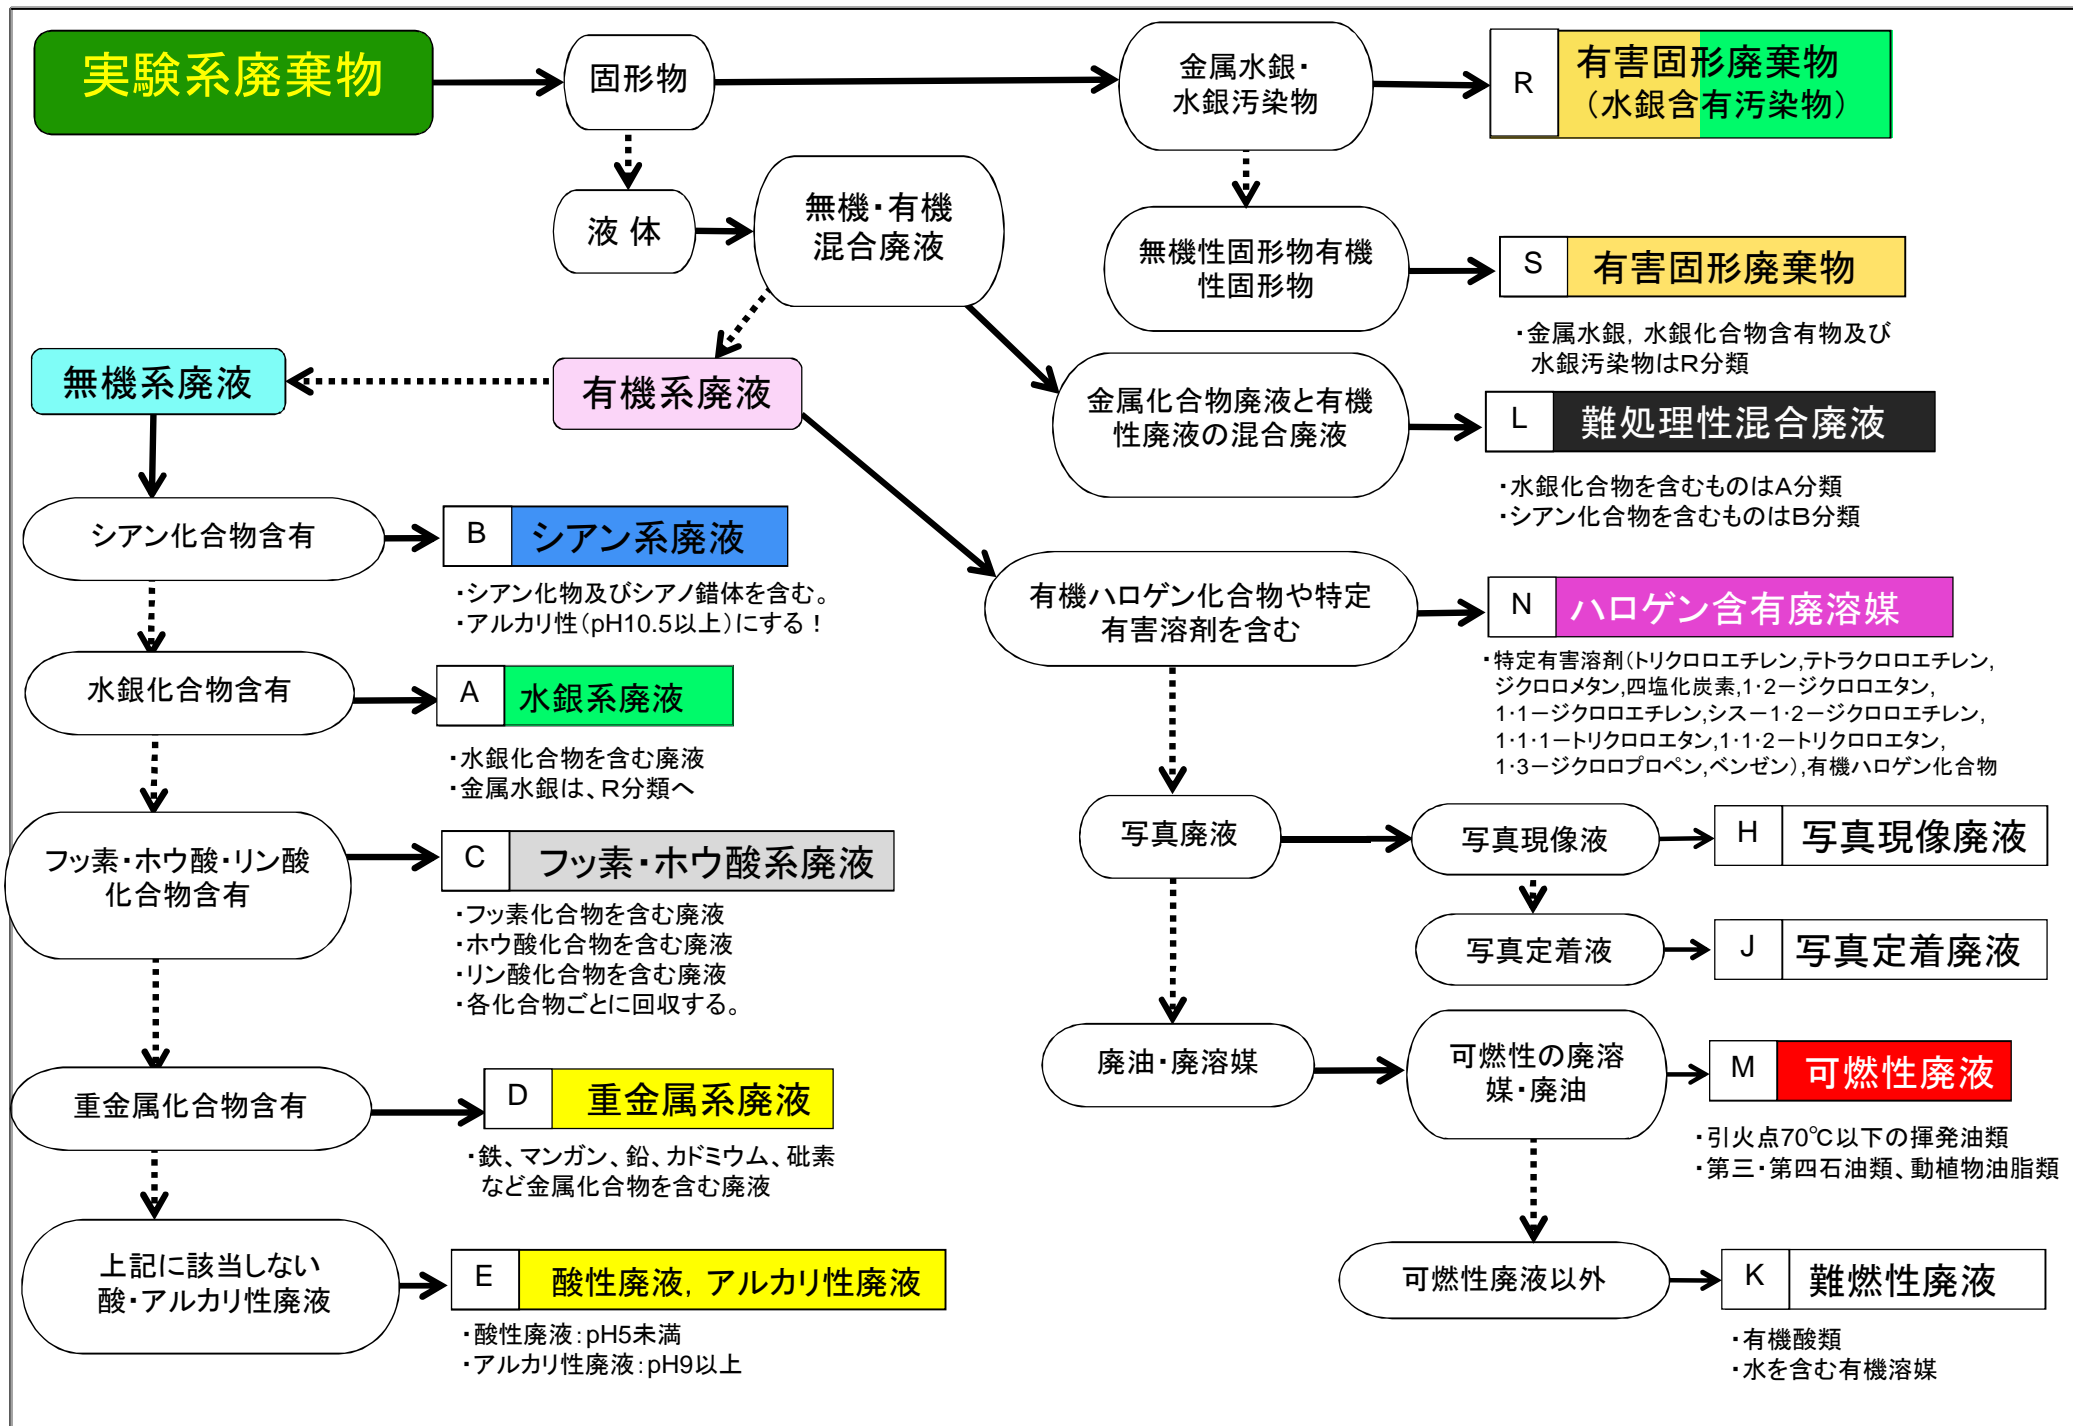 実験系廃棄物
固形物
金属水銀・
水銀汚染物
R
有害固形廃棄物
（水銀含有汚染物）
液 体
無機・有機
混合廃液
無機性固形物有機
性固形物
S
有害固形廃棄物
・金属水銀，水銀化合物含有物及び
水銀汚染物はR分類
無機系廃液
有機系廃液
金属化合物廃液と有機
性廃液の混合廃液
L
難処理性混合廃液
・水銀化合物を含むものはA分類
・シアン化合物を含むものはB分類
シアン化合物含有
B
シアン系廃液
・シアン化物及びシアノ錯体を含む。
・アルカリ性（pH10.5以上）にする！
有機ハロゲン化合物や特定
有害溶剤を含む
N
ハロゲン含有廃溶媒
・特定有害溶剤（トリクロロエチレン,テトラクロロエチレン,
ジクロロメタン,四塩化炭素,1・2－ジクロロエタン,
1・1－ジクロロエチレン,シス－1・2－ジクロロエチレン,
1・1・1－トリクロロエタン,1・1・2－トリクロロエタン,
1・3－ジクロロプロペン,ベンゼン）,有機ハロゲン化合物
水銀化合物含有
A
水銀系廃液
・水銀化合物を含む廃液
・金属水銀は、R分類へ
フッ素・ホウ酸・リン酸
化合物含有
C
フッ素・ホウ酸系廃液
・フッ素化合物を含む廃液
・ホウ酸化合物を含む廃液
・リン酸化合物を含む廃液
・各化合物ごとに回収する。
写真廃液
写真現像液
H
写真現像廃液
写真定着液
J
写真定着廃液
重金属化合物含有
D
重金属系廃液
・鉄、マンガン、鉛、カドミウム、砒素
など金属化合物を含む廃液
廃油・廃溶媒
可燃性の廃溶
媒・廃油
M
可燃性廃液
・引火点70℃以下の揮発油類
・第三・第四石油類、動植物油脂類
上記に該当しない
酸・アルカリ性廃液
E
酸性廃液，アルカリ性廃液
・酸性廃液：pH5未満
・アルカリ性廃液：pH9以上
可燃性廃液以外
K
難燃性廃液
・有機酸類
・水を含む有機溶媒